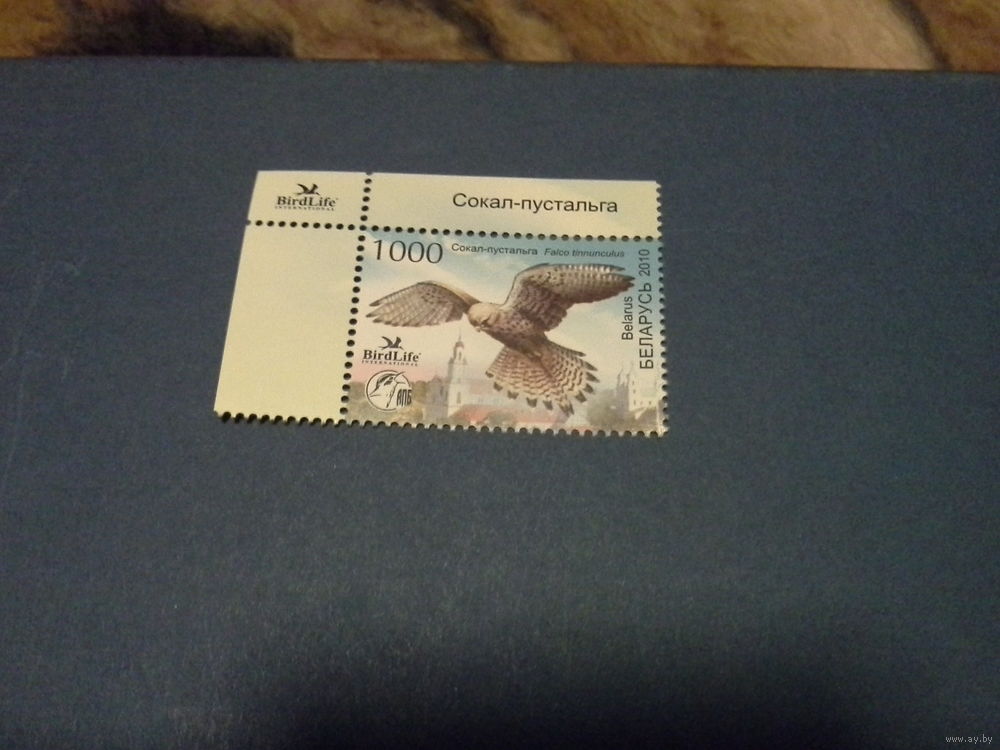 BirdLife
INTERNATIONAL
Сокал-пустальга
1000
Сокал-пустальга Falco tinnunculus
Belarus
БЕЛАРУСЬ 2010
BirdLife
INTERNATIONAL
АПБ
www.ay.by